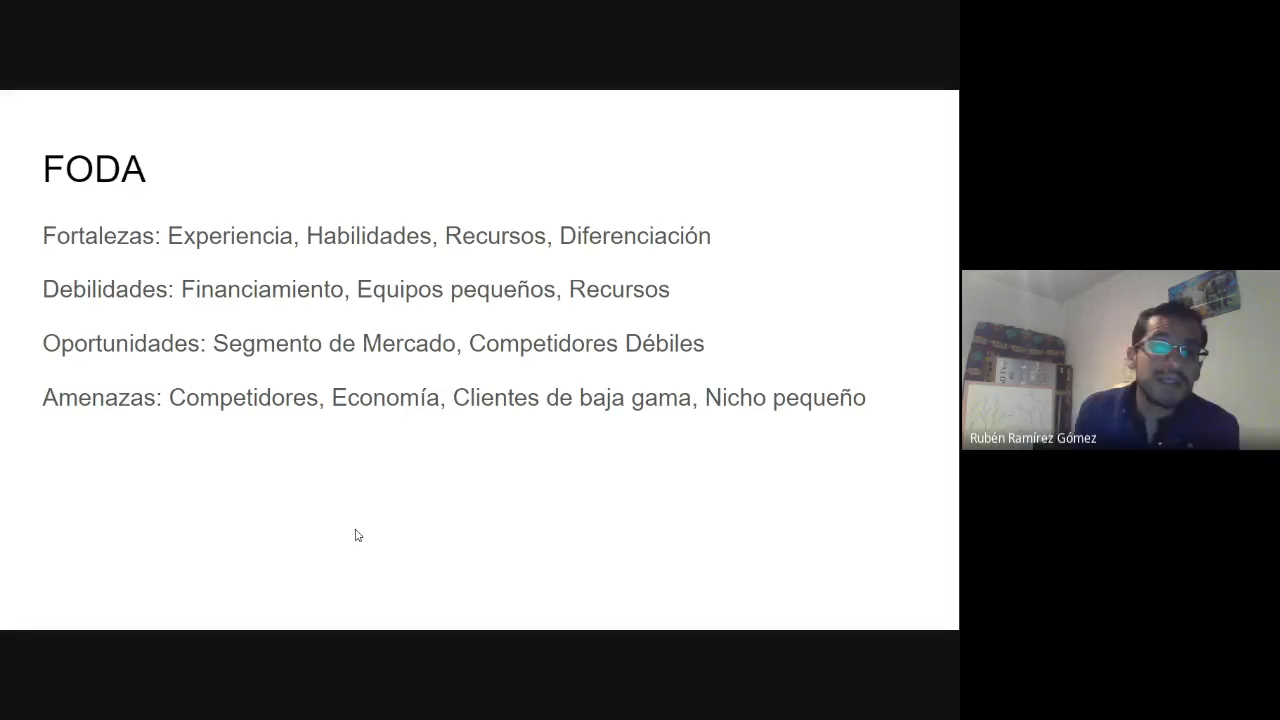 FODA
Fortalezas: Experiencia, Habilidades, Recursos, Diferenciación
Debilidades: Financiamiento, Equipos pequeños, Recursos
Oportunidades: Segmento de Mercado, Competidores Débiles
Amenazas: Competidores, Economía, Clientes de baja gama, Nicho pequeño
Rubén Ramírez Gómez